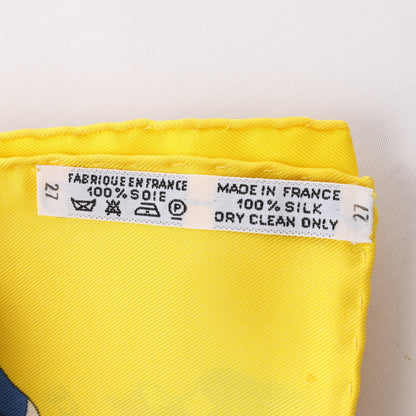 27
FABRIQUE EN FRANCE
100% SOIE
P
MADE IN FRANCE
100% SILK
DRY CLEAN ONLY
27